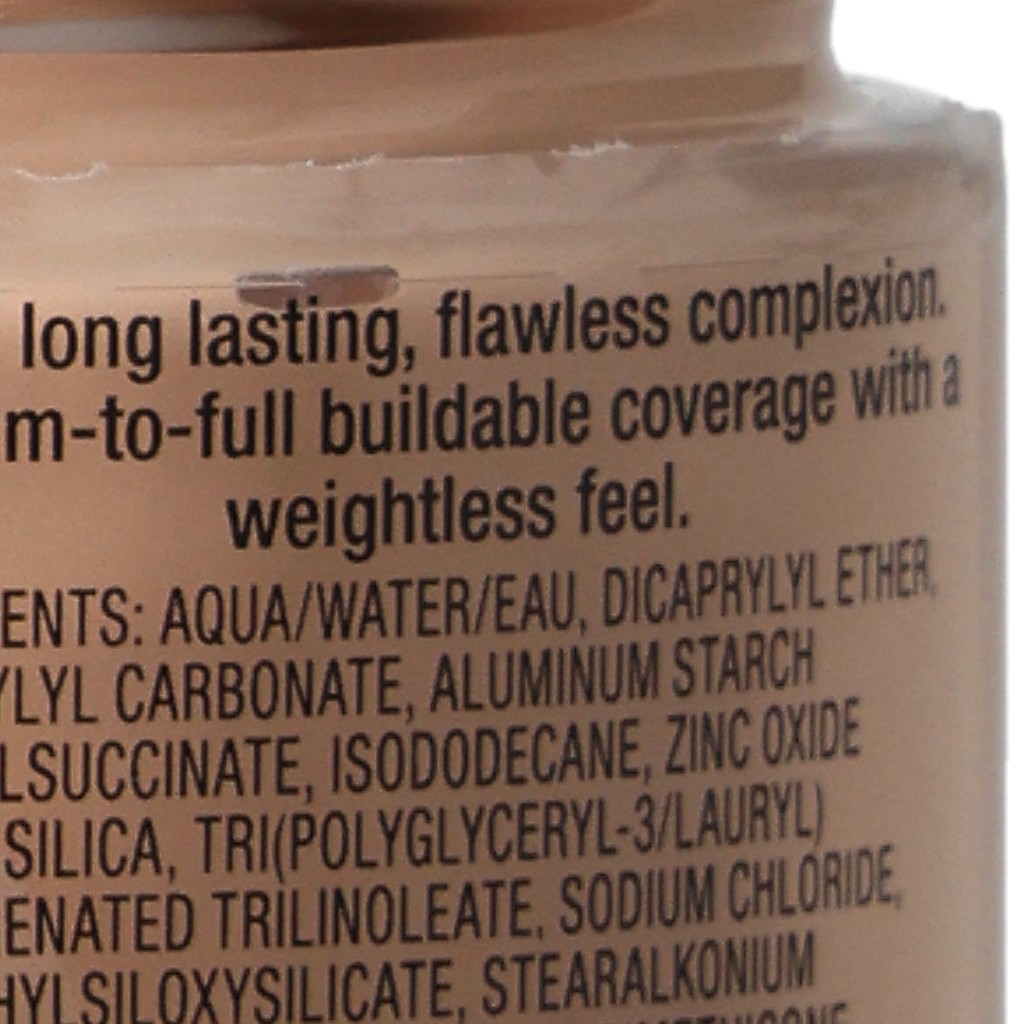 long lasting, flawless complexion.
m-to-full buildable coverage with a
weightless feel.
ENTS: AQUA/WATER/EAU, DICAPRYLYL ETHER,
YLYL CARBONATE, ALUMINUM STARCH
LSUCCINATE, ISODODECANE, ZINC OXIDE
SILICA, TRI(POLYGLYCERYL-3/LAURYL)
ENATED TRILINOLEATE, SODIUM CHLORIDE,
HYLSILOXYSILICATE, STEARALKONIUM